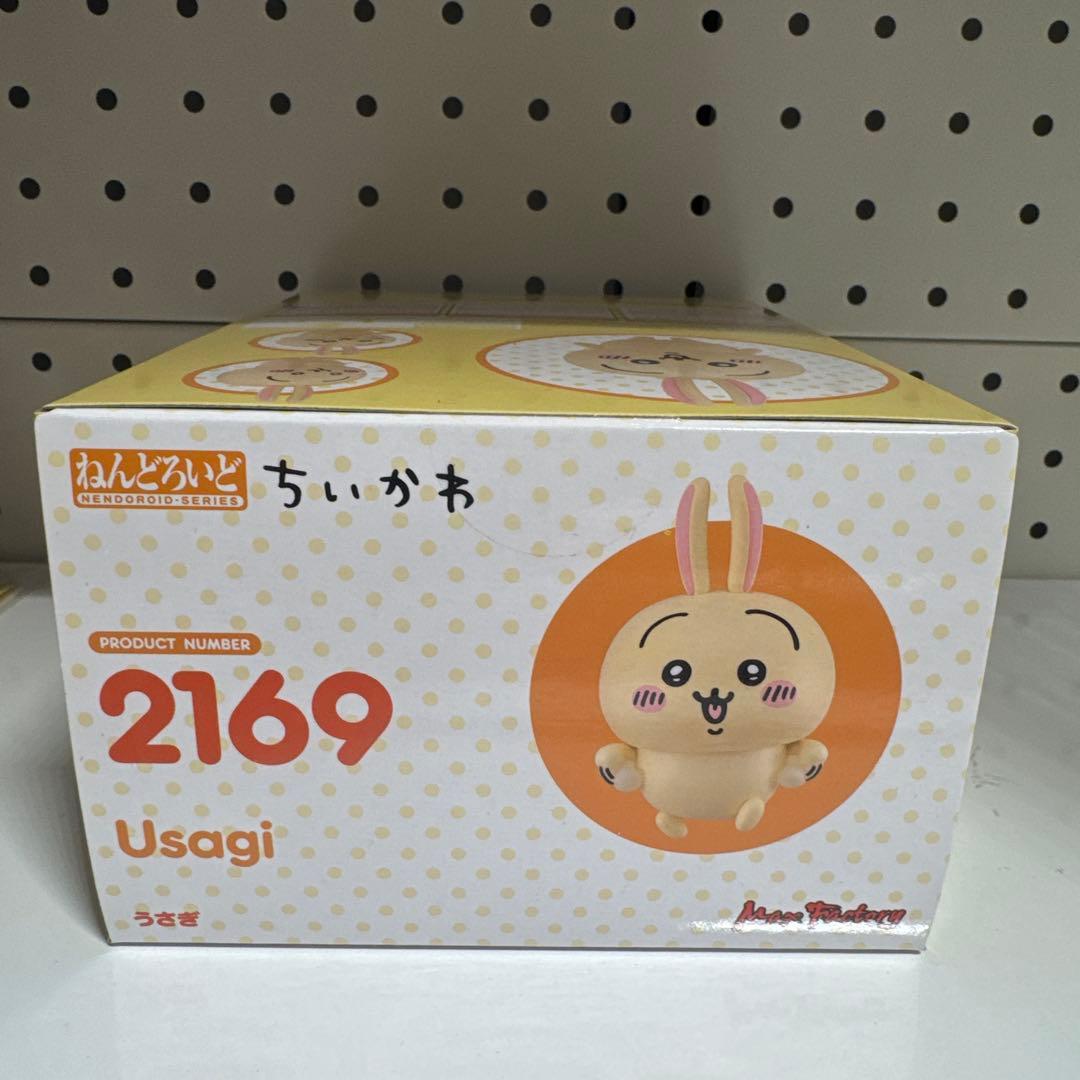 ねんどろいど
NENDOROID-SERIES
ちいかわ
PRODUCT NUMBER
2169
Usagi
うさぎ
Max Factory